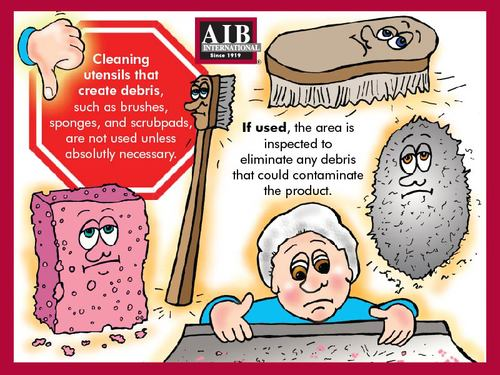 AIB
INTERNATIONAL
Since 1919
®
Cleaning
utensils that
create debris,
such as brushes,
sponges, and scrubpads,
are not used unless
absolutly necessary.
If used, the area is
inspected to
eliminate any debris
that could contaminate
the product.